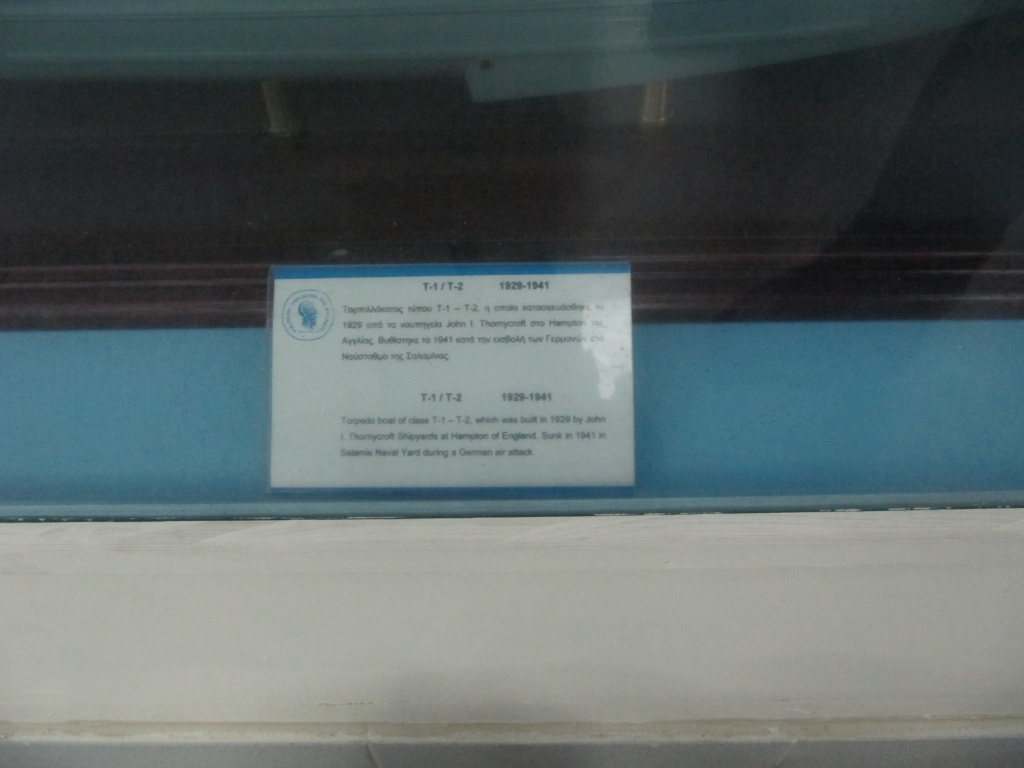 T-1 / T-2 1929-1941
Τορπιλλάκατος τύπου T-1 – T-2, η οποία κατασκευάσθηκε το
1929 από τα ναυπηγεία John I. Thornycroft στο Hampton της
Αγγλίας. Βυθίστηκε το 1941 κατά την εισβολή των Γερμανών στο
Ναύσταθμο της Σαλαμίνας.
T-1 / T-2 1929-1941
Torpedo boat of class T-1 – T-2, which was built in 1929 by John
I. Thornycroft Shipyards at Hampton of England. Sunk in 1941 in
Salamis Naval Yard during a German air attack.